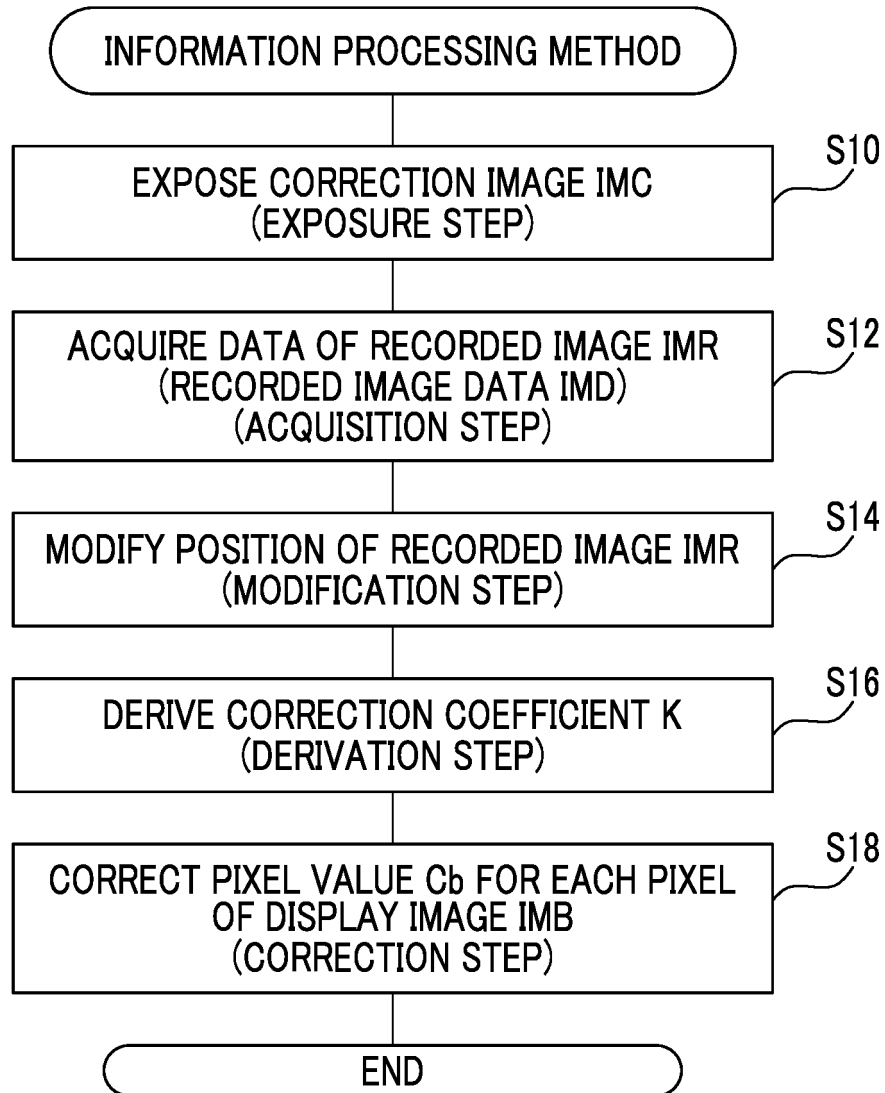 INFORMATION PROCESSING METHOD
S10
EXPOSE CORRECTION IMAGE IMC
(EXPOSURE STEP)
S12
ACQUIRE DATA OF RECORDED IMAGE IMR
(RECORDED IMAGE DATA IMD)
(ACQUISITION STEP)
S14
MODIFY POSITION OF RECORDED IMAGE IMR
(MODIFICATION STEP)
S16
DERIVE CORRECTION COEFFICIENT K
(DERIVATION STEP)
S18
CORRECT PIXEL VALUE Cb FOR EACH PIXEL
OF DISPLAY IMAGE IMB
(CORRECTION STEP)
END